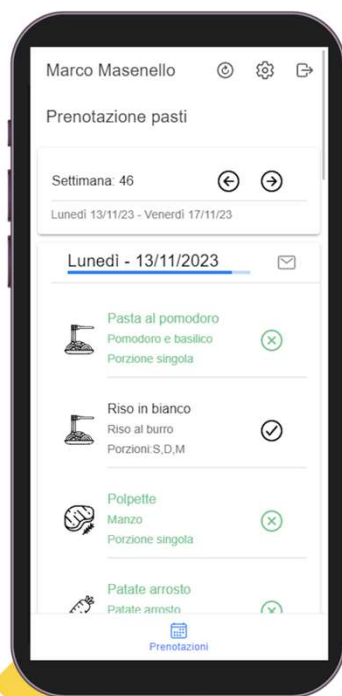 Marco Masenello
Prenotazione pasti
Settimana: 46
Lunedì 13/11/23 - Venerdì 17/11/23
Lunedì - 13/11/2023
Pasta al pomodoro
Pomodoro e basilico
Porzione singola
Riso in bianco
Riso al burro
Porzioni:S,D,M
Polpette
Manzo
Porzione singola
Patate arrosto
Patate arrosto
Prenotazioni